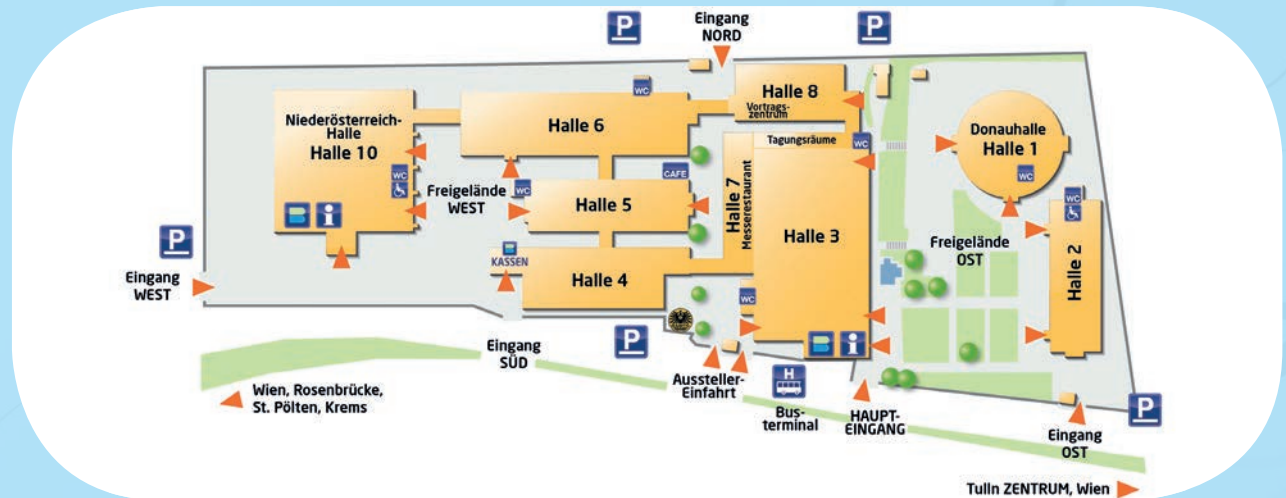 P
Eingang
NORD
P
Halle 8
Vortrags-
zentrum
WC
Niederösterreich-
Halle
Halle 10
Halle 6
Donauhalle
Halle 1
Tagungsräume
WC
WC
WC
CAFE
WC
Freigelände
WEST
WC
Halle 5
Halle 7
Messerestaurant
Halle 3
i
P
Freigelände
OST
Halle 2
KASSEN
Halle 4
Eingang
WEST
WC
P
i
Eingang
SÜD
Aussteller-
Einfahrt
H
Bus-
terminal
HAUPT-
EINGANG
P
Eingang
OST
Wien, Rosenbrücke,
St. Pölten, Krems
Tulln ZENTRUM, Wien